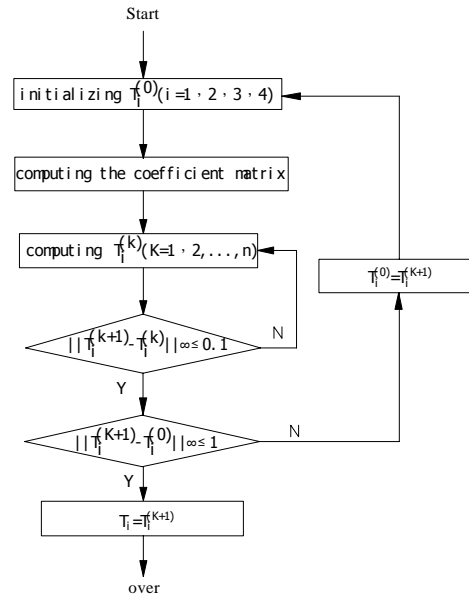 Start
initializing T_i^(0) (i=1, 2, 3, 4)
computing the coefficient matrix
computing T_i^(k) (K=1, 2,...,n)
T_i^(0)=T_i^(K+1)
||T_i^(k+1)-T_i^(k)||∞≤0.1
N
Y
||T_i^(K+1)-T_i^(0)||∞≤1
N
Y
T_i=T_i^(K+1)
over